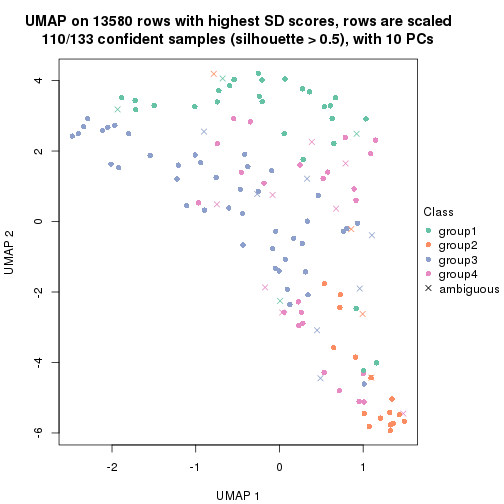 UMAP on 13580 rows with highest SD scores, rows are scaled
110/133 confident samples (silhouette > 0.5), with 10 PCs
4
2
0
-2
-4
-6
UMAP 2
-2
-1
0
1
UMAP 1
Class
group1
group2
group3
group4
ambiguous